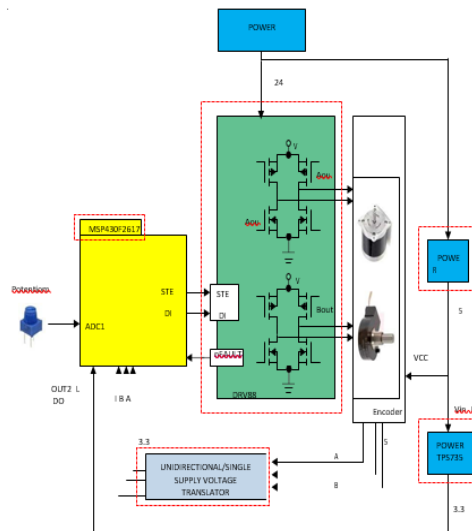 POWER
24
V
Aou
Aou
MSP430F2617
Potentiom
STE
STE
POWE
R
DI
DI
V
Bout
5
ADC1
nFAULT
VCC
OUT2 L
DO
I B A
DRV88
Encoder
Vin
3.3
A
5
POWER
TPS735
UNIDIRECTIONAL/SINGLE
SUPPLY VOLTAGE
TRANSLATOR
B
3.3